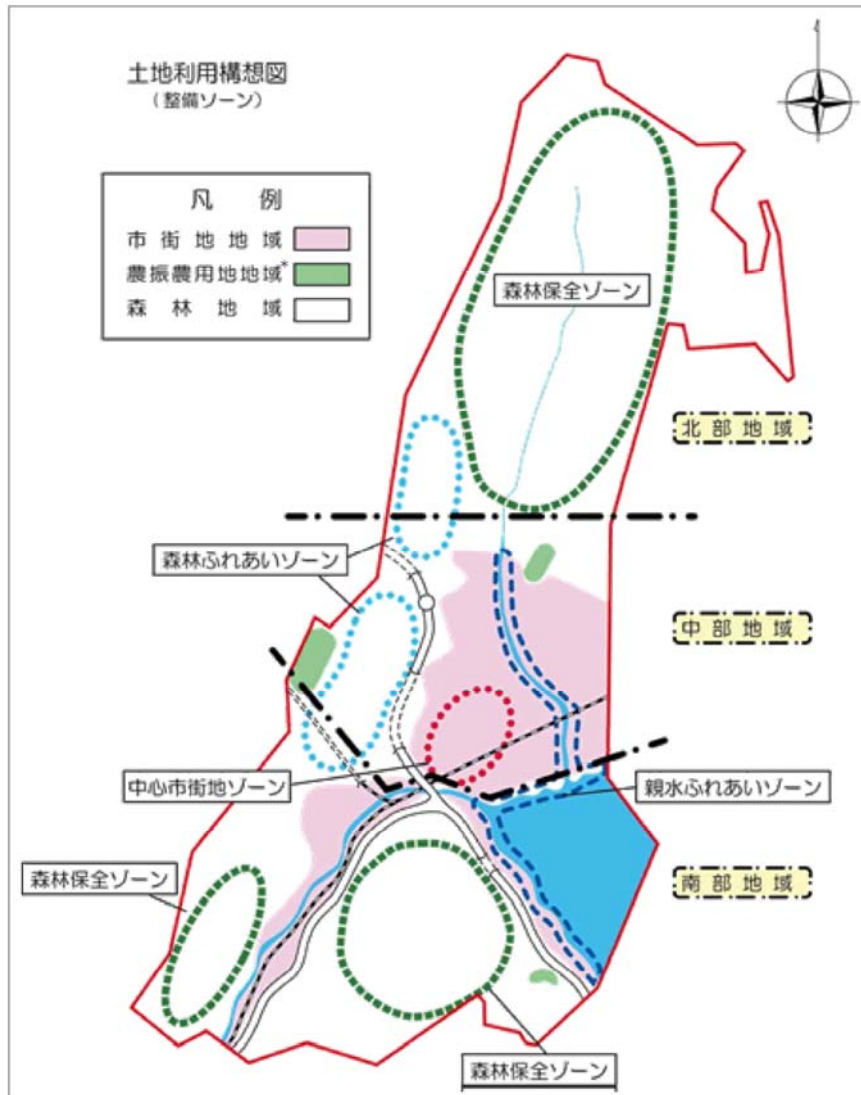 土地利用構想図
(整備ゾーン)
凡 例
市街地地域
農振農用地地域*
森林地域
森林保全ゾーン
北部地域
森林ふれあいゾーン
中部地域
中心市街地ゾーン
親水ふれあいゾーン
森林保全ゾーン
南部地域
森林保全ゾーン